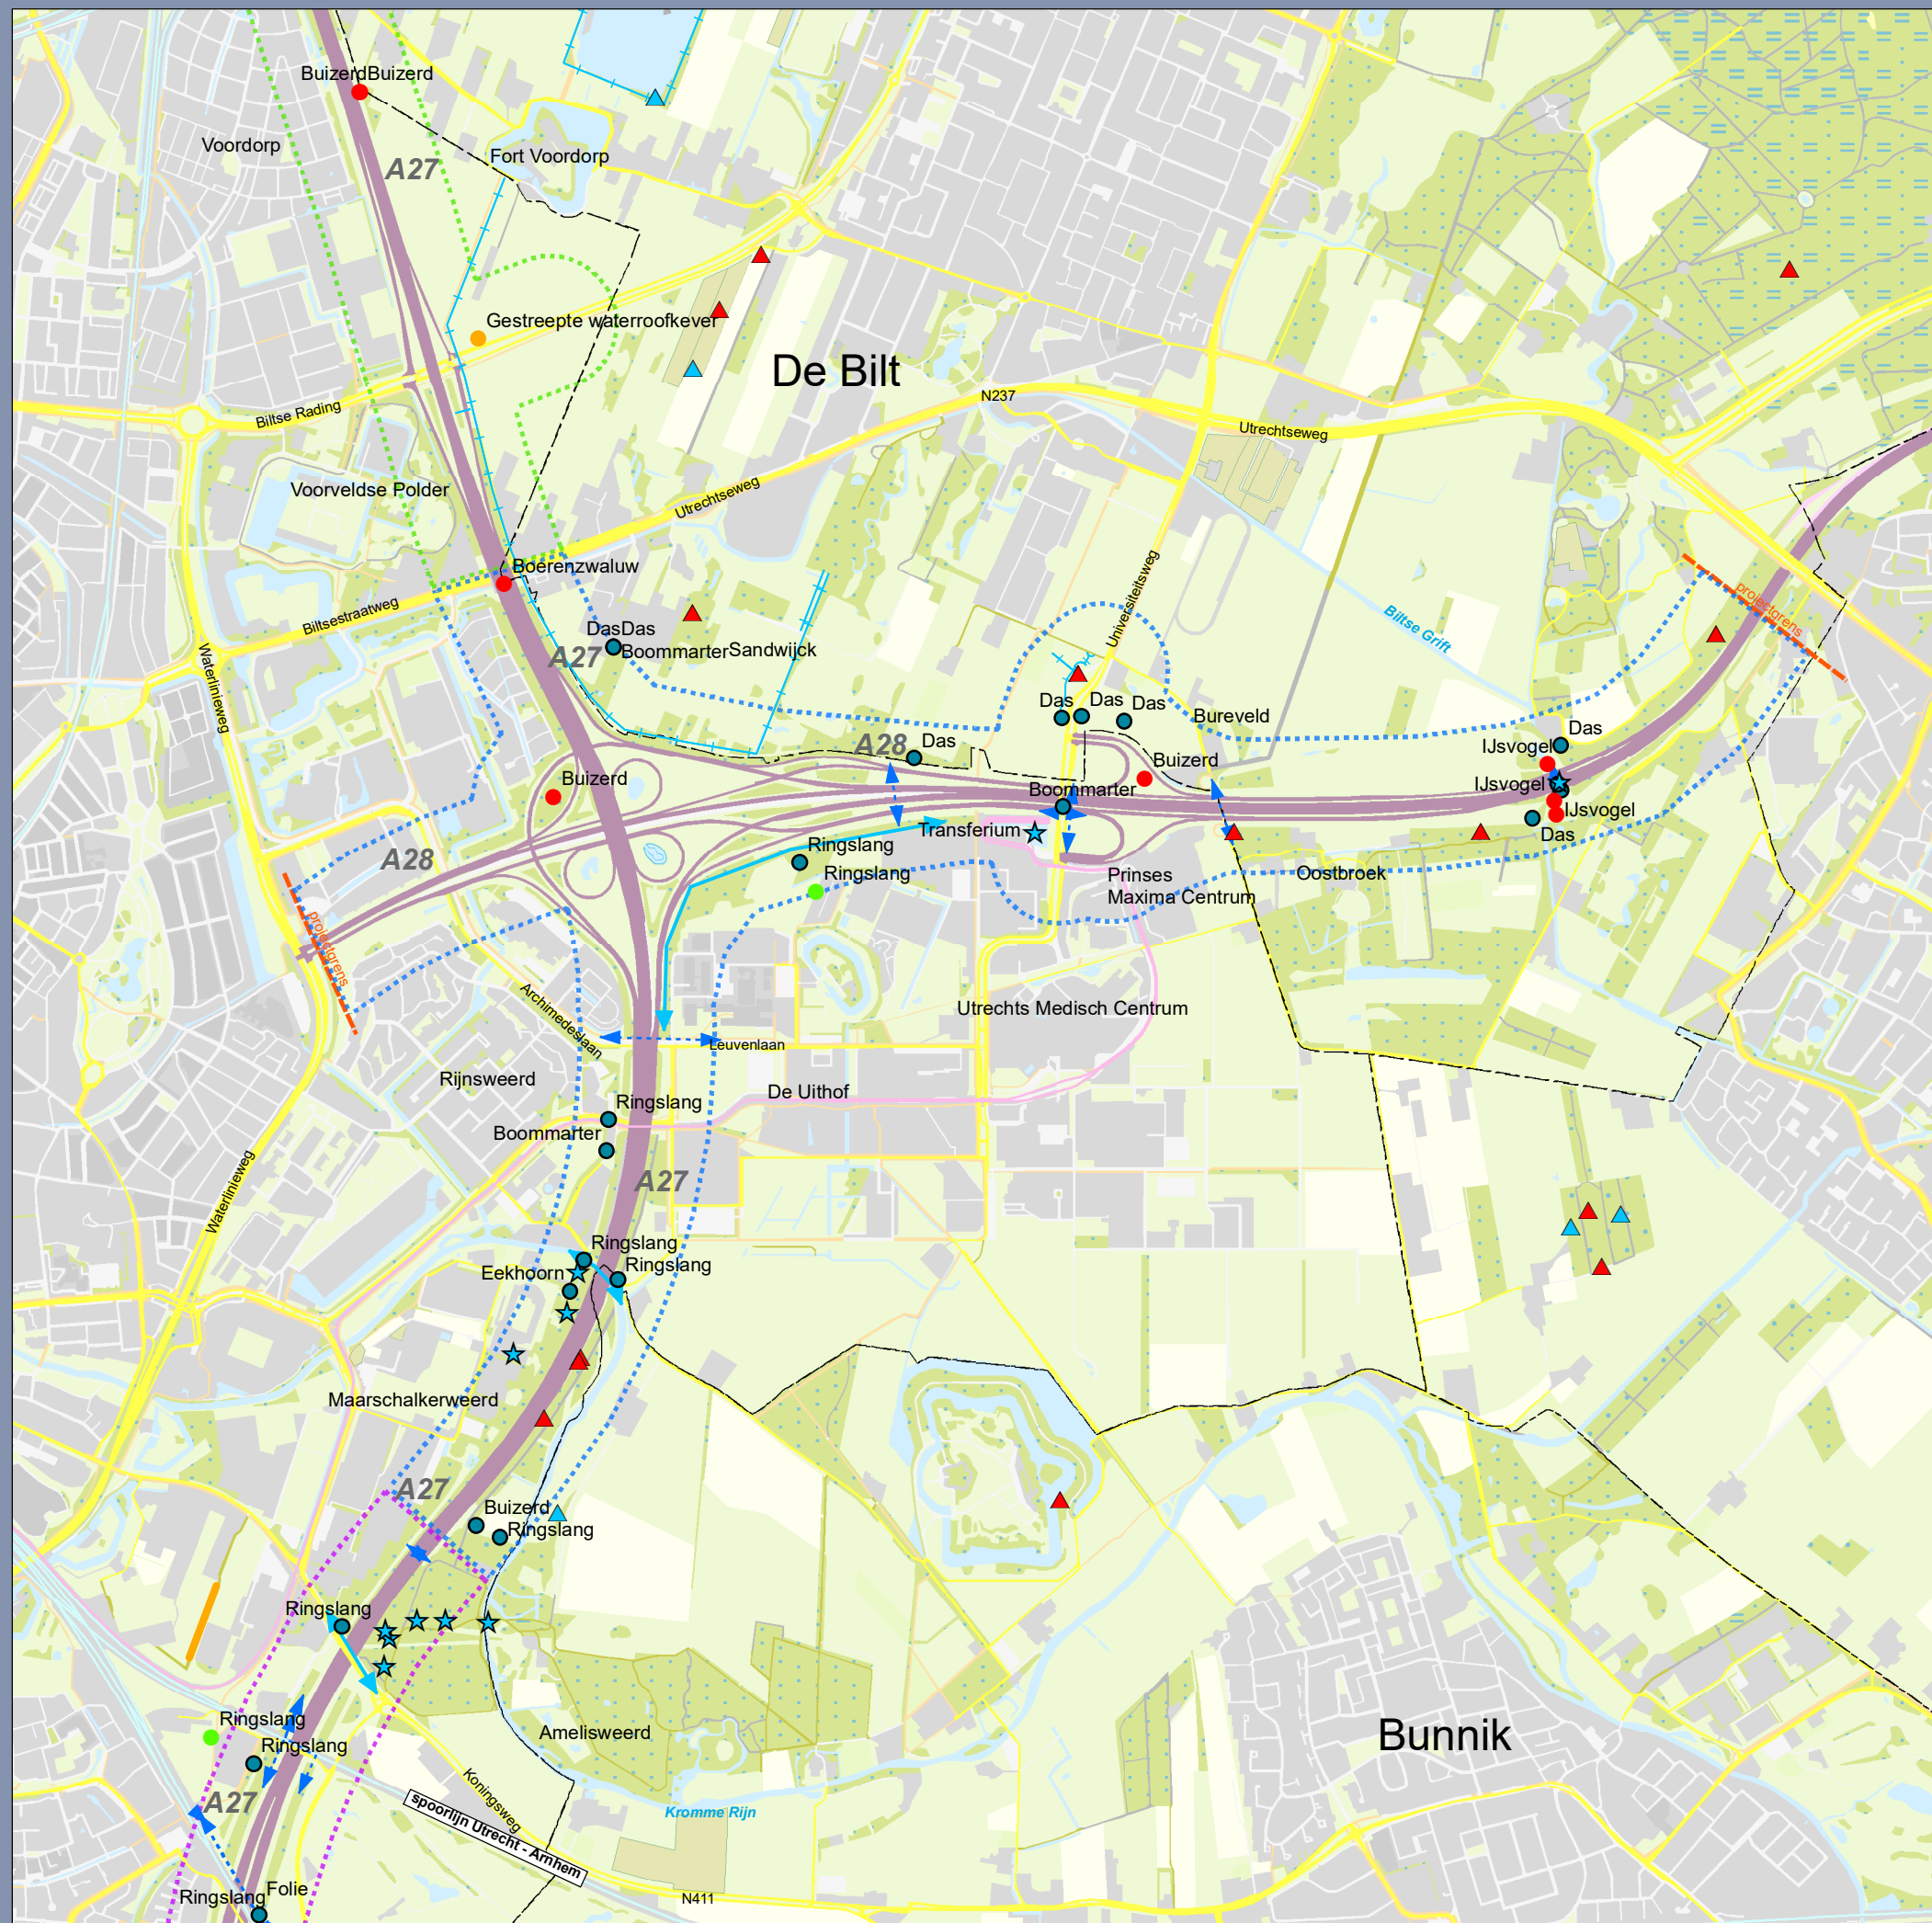 BuizerdBuizerd
Voordorp
A27
Fort Voordorp
Gestreepte waterroofkever
De Bilt
N237
Biltse Rading
Utrechtseweg
Voorveldse Polder
Utrechtseweg
Boerenzwaluw
Biltsestraatweg
Universiteitsweg
Biltse Grift
projectgrens
DasDas
A27
BoommarterSandwijck
Waterlinieweg
Das
Das
Das
Bureveld
Das
A28
Das
IJsvogel
Buizerd
Buizerd
IJsvogel
Boommarter
IJsvogel
Transferium
Das
Ringslang
A28
Ringslang
Prinses
Maxima Centrum
Oostbroek
projectgrens
Archimedeslaan
Utrechts Medisch Centrum
Leuvenlaan
Rijnsweerd
De Uithof
Ringslang
Boommarter
A27
Waterlinieweg
Ringslang
Ringslang
Eekhoorn
Maarschalkerweerd
A27
Buizerd
Ringslang
Ringslang
Ringslang
Ringslang
Amelisweerd
Bunnik
A27
Koningsweg
Kromme Rijn
spoorlijn Utrecht - Arnhem
Folie
Ringslang
N411